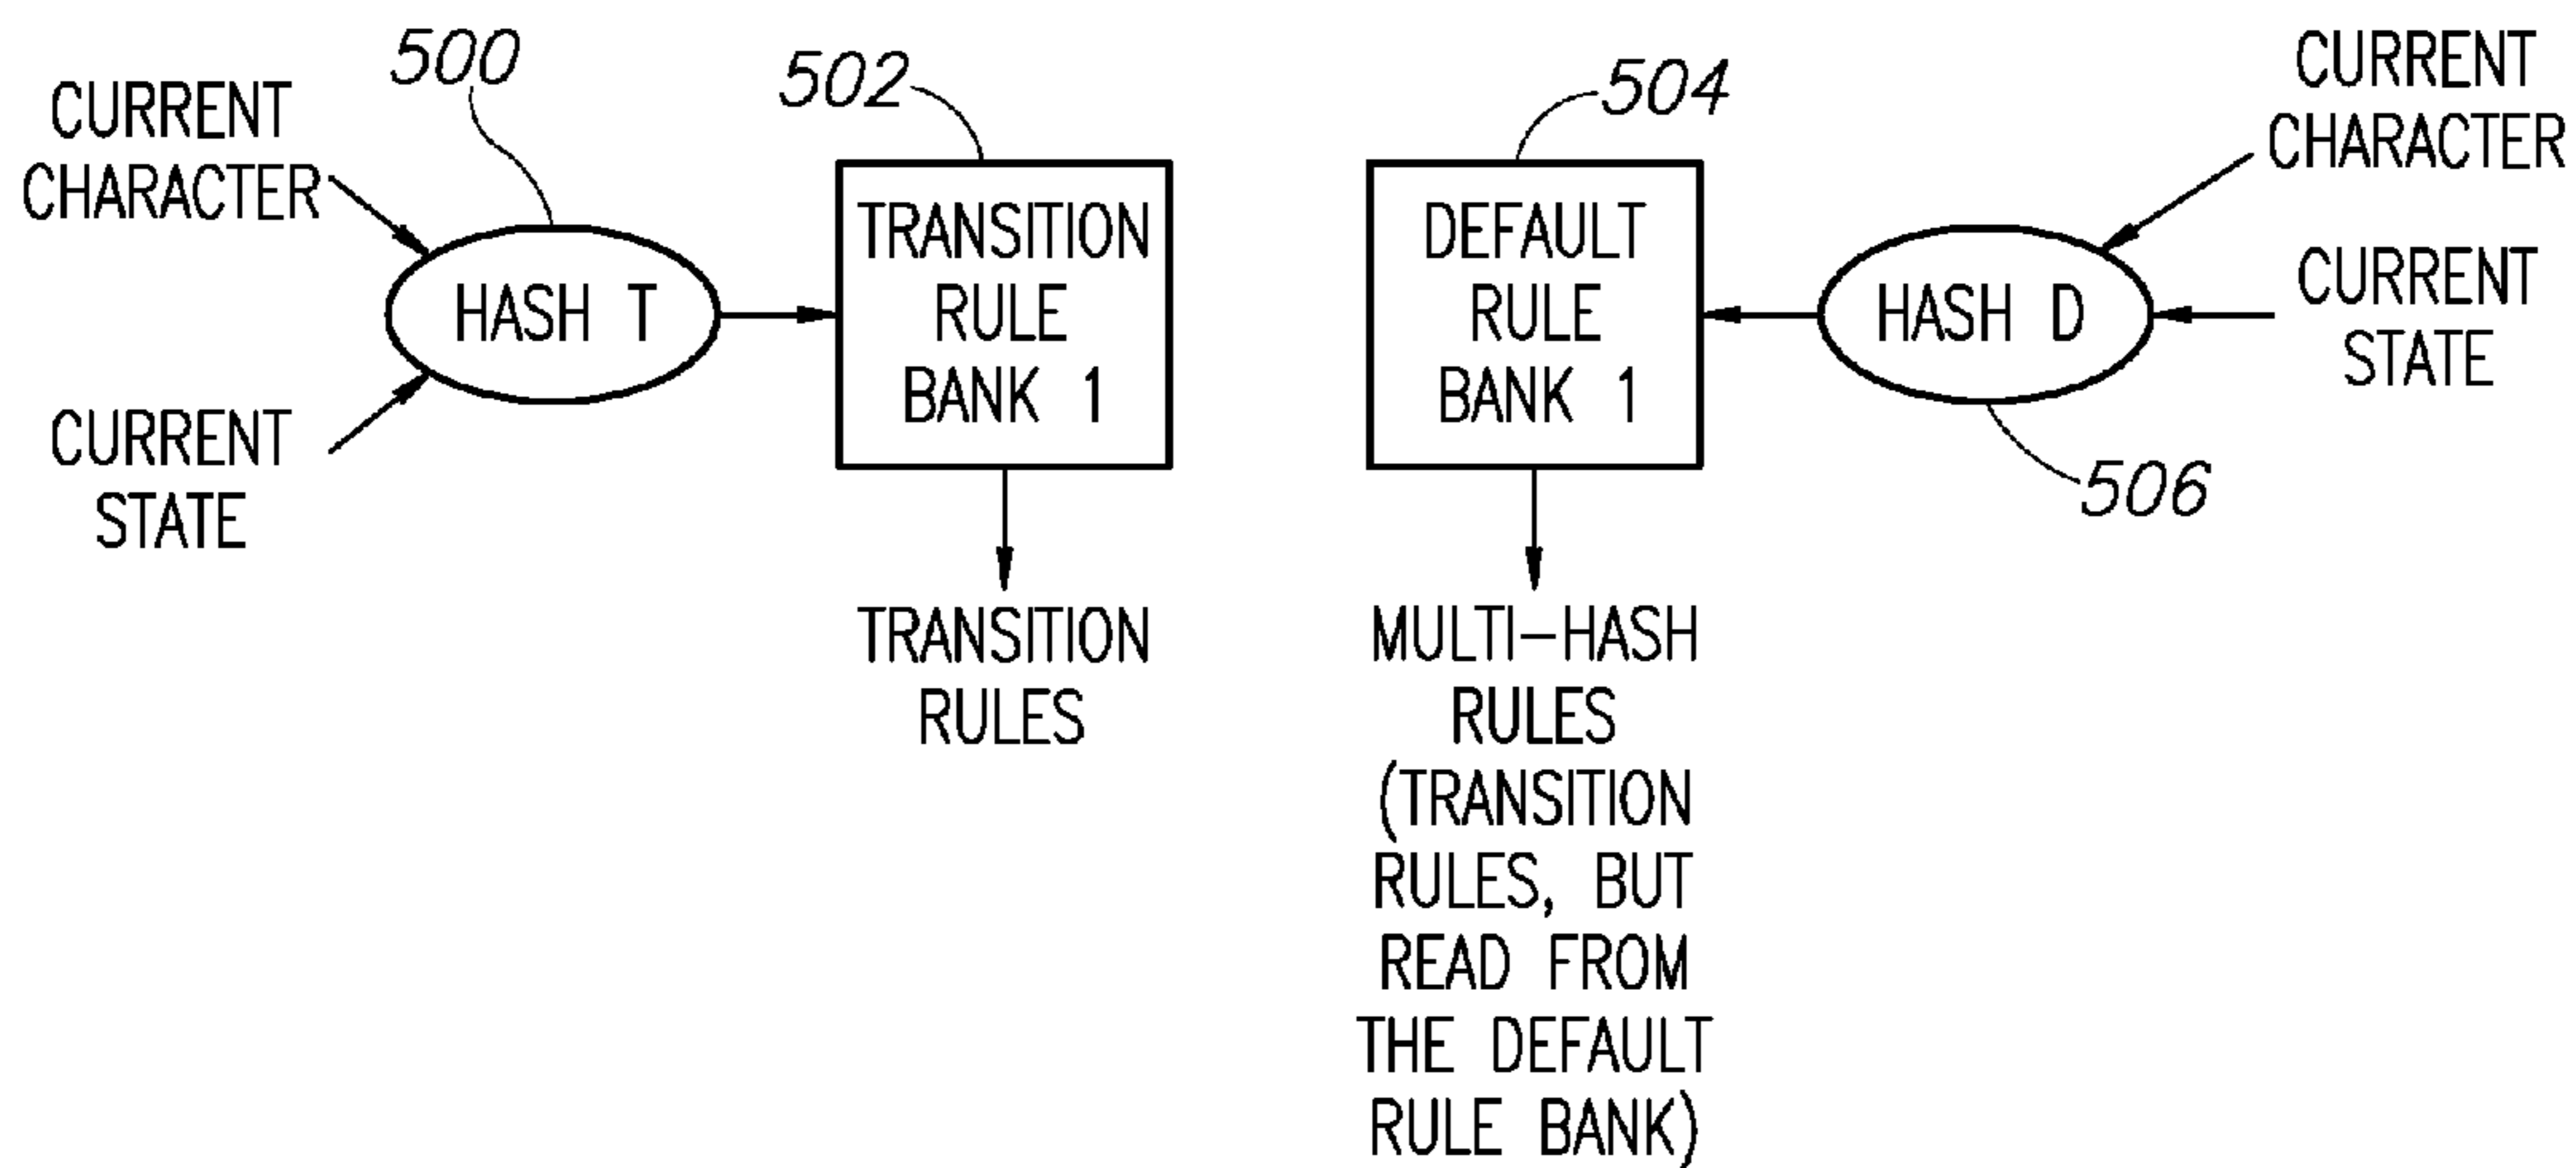 500
CURRENT
CHARACTER
HASH T
CURRENT
STATE
502
TRANSITION
RULE
BANK 1
TRANSITION
RULES
504
DEFAULT
RULE
BANK 1
MULTI-HASH
RULES
(TRANSITION
RULES, BUT
READ FROM
THE DEFAULT
RULE BANK)
CURRENT
CHARACTER
HASH D
CURRENT
STATE
506